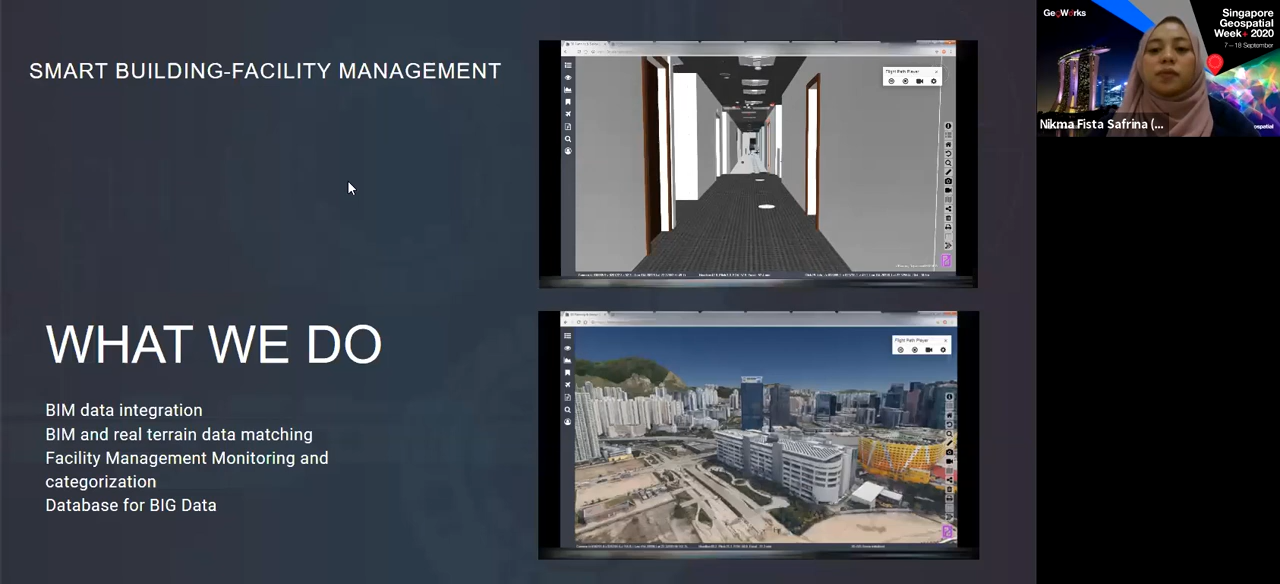 SMART BUILDING-FACILITY MANAGEMENT
WHAT WE DO
BIM data integration
BIM and real terrain data matching
Facility Management Monitoring and
categorization
Database for BIG Data
Flight Path Player
Flight Path Player
GeoWorks
Singapore
Geospatial
Week 2020
7 — 18 September
Nikma Fista Safrina (...